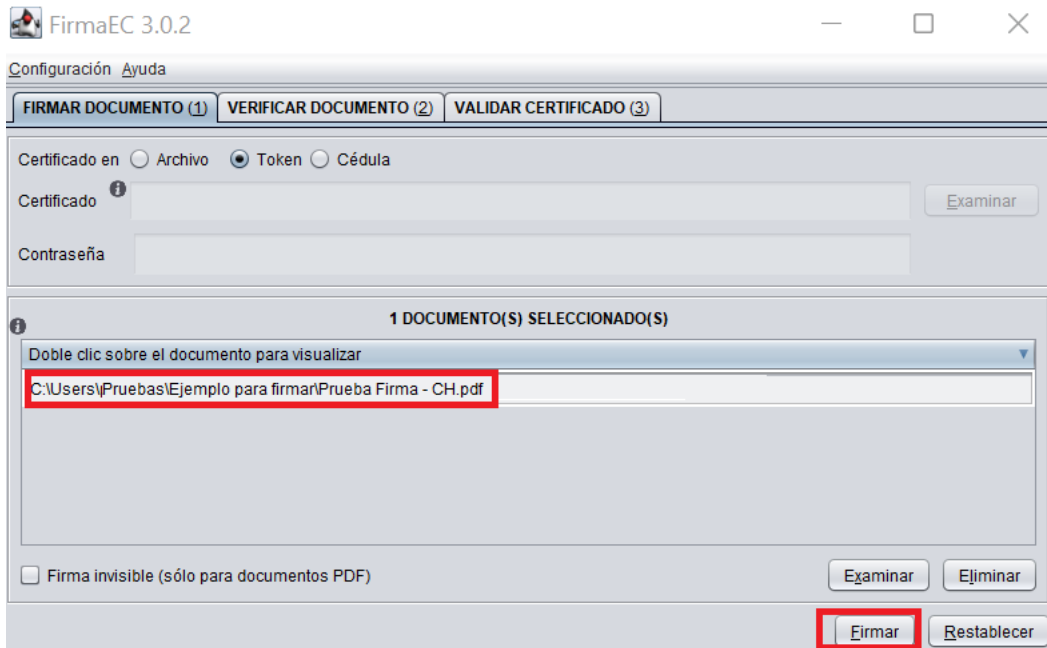 FirmaEC 3.0.2
Configuración Ayuda
FIRMAR DOCUMENTO (1) VERIFICAR DOCUMENTO (2) VALIDAR CERTIFICADO (3)
Certificado en Archivo Token Cédula
Certificado Examinar
Contraseña
1 DOCUMENTO(S) SELECCIONADO(S)
Doble clic sobre el documento para visualizar
C:\Users\Pruebas\Ejemplo para firmar\Prueba Firma - CH.pdf
Firma invisible (sólo para documentos PDF) Examinar Eliminar
Firmar Restablecer